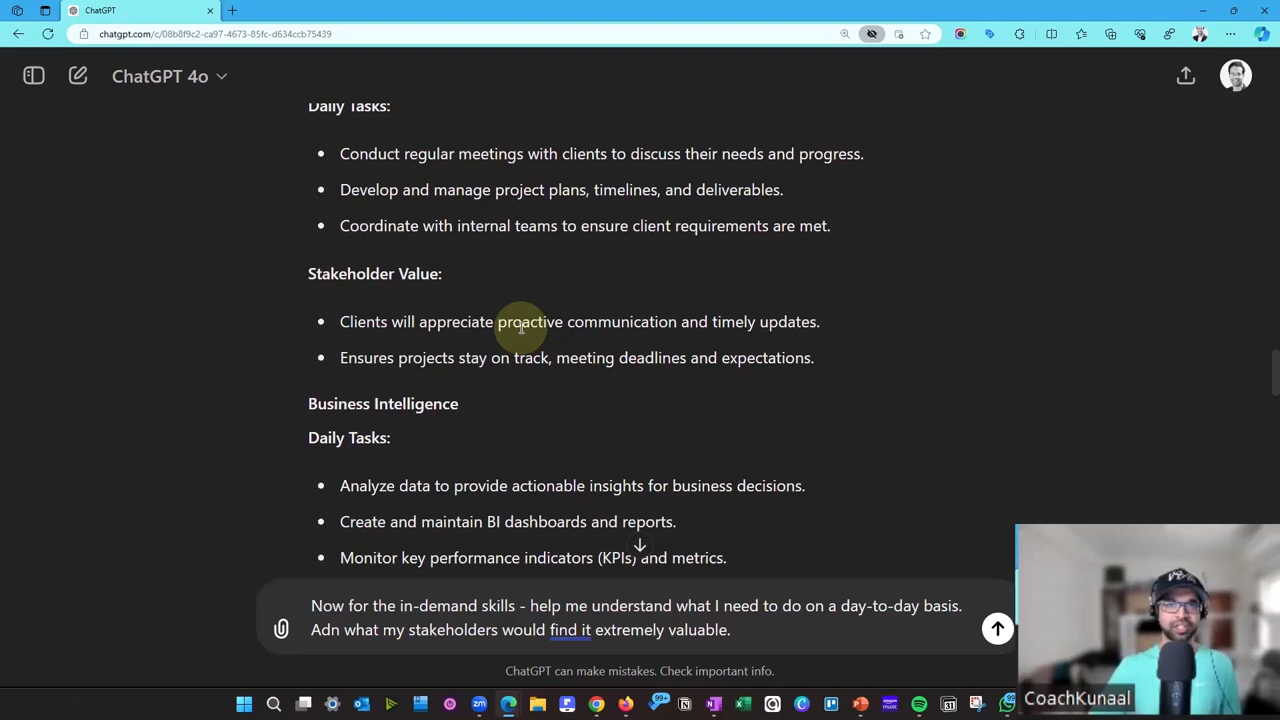 ChatGPT
chatgpt.com/c/08b8f9c2-ca97-4673-85fc-d634ccb75439
ChatGPT 4o
Daily Tasks:
Conduct regular meetings with clients to discuss their needs and progress.
Develop and manage project plans, timelines, and deliverables.
Coordinate with internal teams to ensure client requirements are met.
Stakeholder Value:
Clients will appreciate proactive communication and timely updates.
Ensures projects stay on track, meeting deadlines and expectations.
Business Intelligence
Daily Tasks:
Analyze data to provide actionable insights for business decisions.
Create and maintain BI dashboards and reports.
Monitor key performance indicators (KPIs) and metrics.
Now for the in-demand skills - help me understand what I need to do on a day-to-day basis.
Adn what my stakeholders would find it extremely valuable.
ChatGPT can make mistakes. Check important info.
CoachKunaal
99+